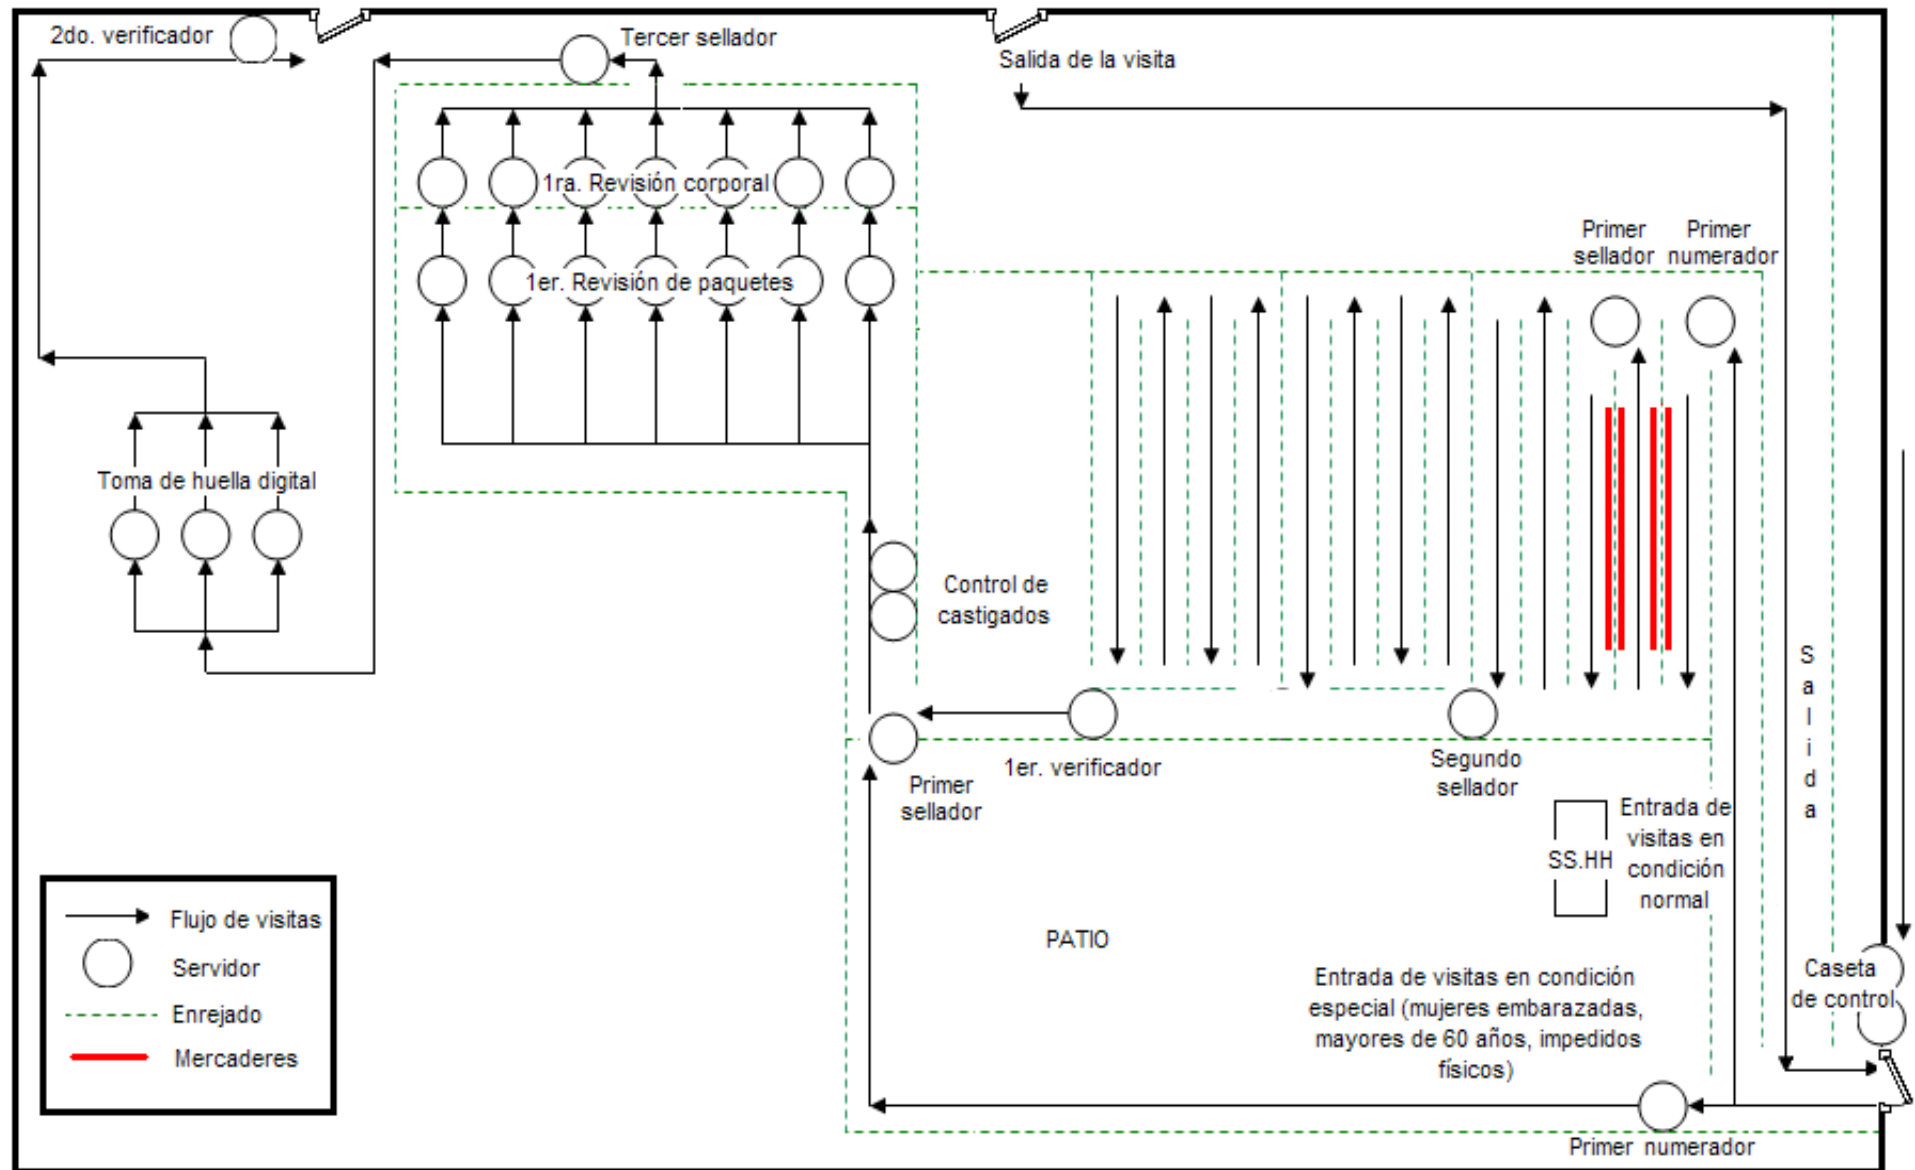 2do. verificador
Tercer sellador
Salida de la visita
1ra. Revisión corporal
Primer
sellador
Primer
numerador
1er. Revisión de paquetes
Toma de huella digital
Control de
castigados
Salida
1er. verificador
Segundo
sellador
Primer
sellador
Entrada de
visitas en
condición
normal
SS.HH
PATIO
Entrada de visitas en condición
especial (mujeres embarazadas,
mayores de 60 años, impedidos
físicos)
Caseta
de control
Primer numerador
Flujo de visitas
Servidor
Enrejado
Mercaderes